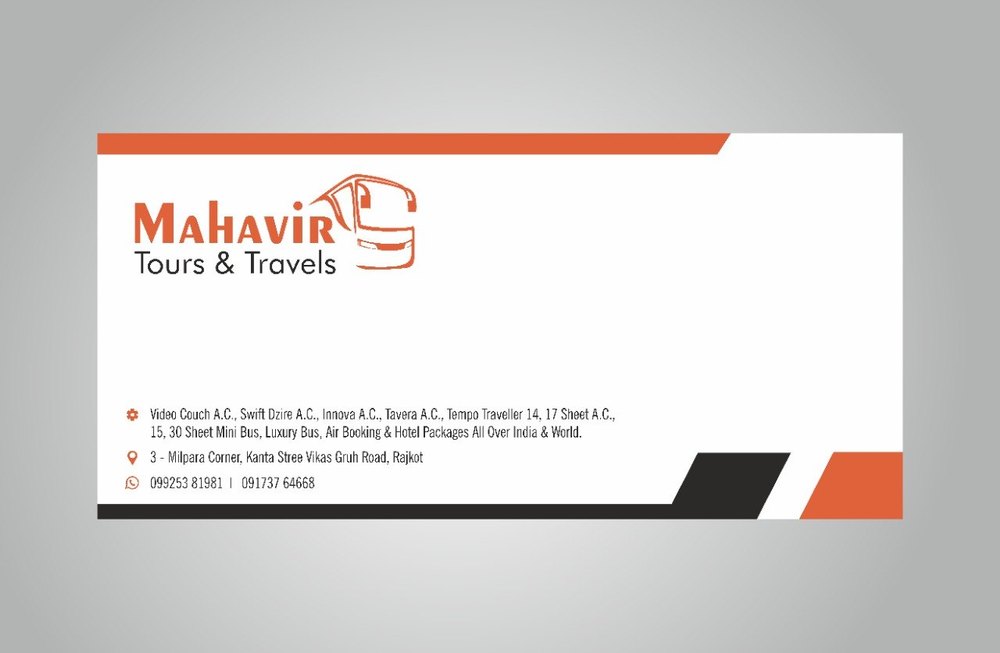 MAHAVIR
Tours & Travels
Video Couch A.C., Swift Dzire A.C., Innova A.C., Tavera A.C., Tempo Traveller 14, 17 Sheet A.C.,
15, 30 Sheet Mini Bus, Luxury Bus, Air Booking & Hotel Packages All Over India & World.
3 - Milpara Corner, Kanta Stree Vikas Gruh Road, Rajkot
099253 81981 | 091737 64668